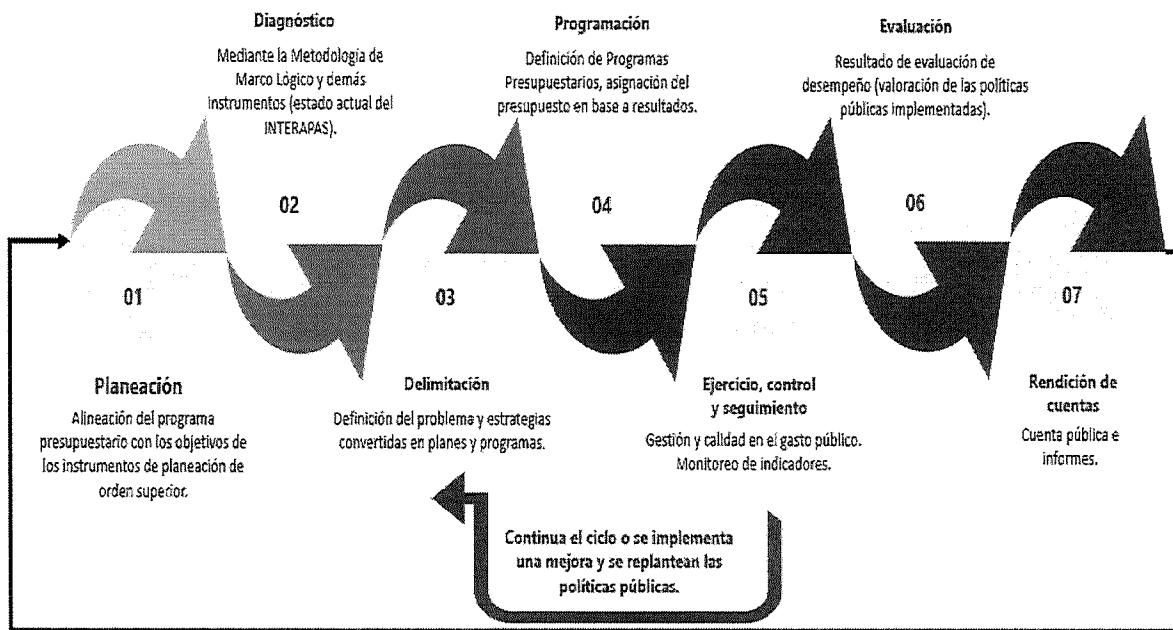 Diagnóstico
Mediante la Metodología de
Marco Lógico y demás
instrumentos (estado actual del
INTERAPAS).
Programación
Definición de Programas
Presupuestarios, asignación del
presupuesto en base a resultados.
Evaluación
Resultado de evaluación de
desempeño (valoración de las políticas
públicas implementadas).
02
04
06
01
03
05
07
Planeación
Alineación del programa
presupuestario con los objetivos de
los instrumentos de planeación de
orden superior.
Delimitación
Definición del problema y estrategias
convertidas en planes y programas.
Ejercicio, control
y seguimiento
Gestión y calidad en el gasto público.
Monitoreo de indicadores.
Rendición de
cuentas
Cuenta pública e
informes.
Continua el ciclo o se implementa
una mejora y se replantean las
políticas públicas.